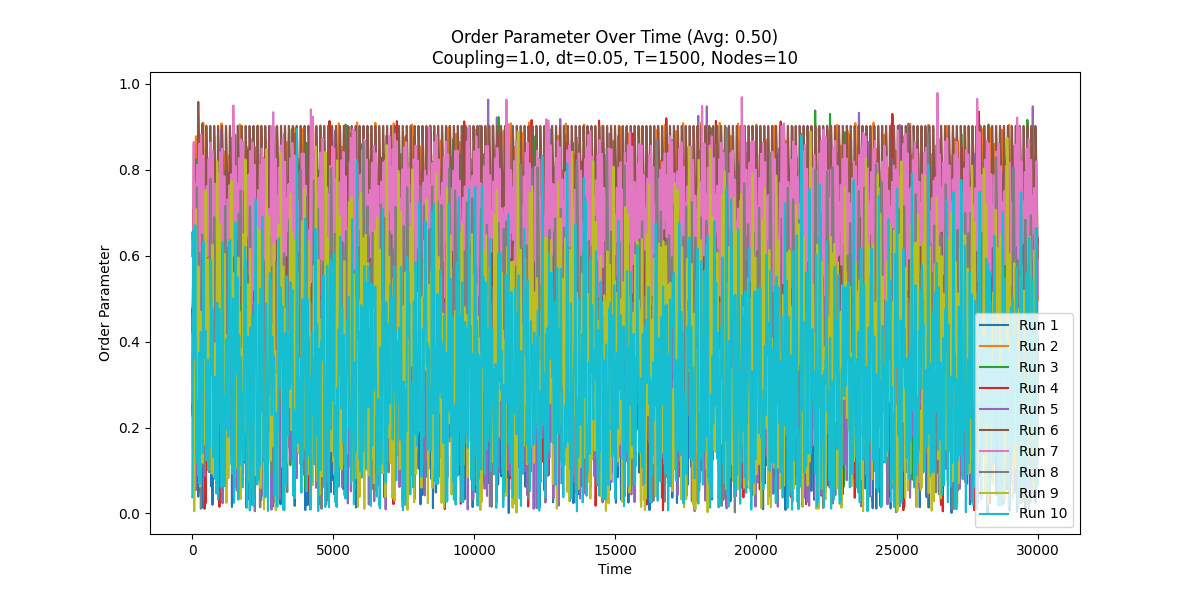 Order Parameter Over Time (Avg: 0.50)
Coupling=1.0, dt=0.05, T=1500, Nodes=10
1.0
0.8
0.6
0.4
0.2
0.0
Order Parameter
0
5000
10000
15000
20000
25000
30000
Time
Run 1
Run 2
Run 3
Run 4
Run 5
Run 6
Run 7
Run 8
Run 9
Run 10